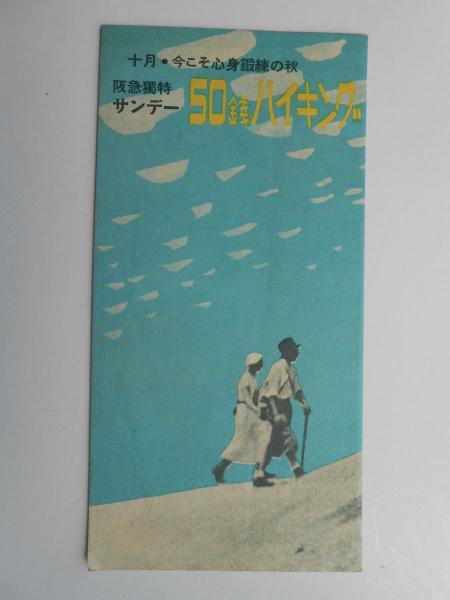 十月・今こそ心身鍛練の秋
阪急獨特
サンデー 50銭ハイキング